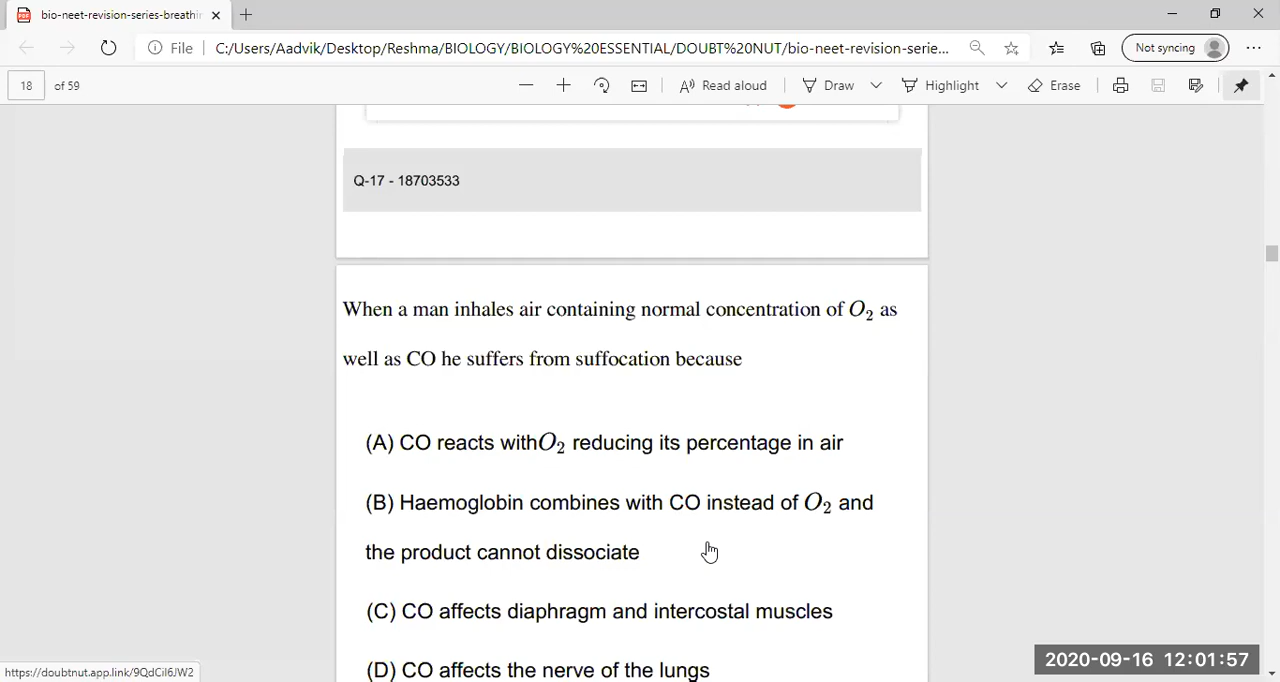 bio-neet-revision-series-breathin
File
C:/Users/Aadvik/Desktop/Reshma/BIOLOGY/BIOLOGY%20ESSENTIAL/DOUBT%20NUT/bio-neet-revision-serie...
Not syncing
18 of 59
Read aloud
Draw
Highlight
Erase
Q-17 - 18703533
When a man inhales air containing normal concentration of O₂ as
well as CO he suffers from suffocation because
(A) CO reacts withO₂ reducing its percentage in air
(B) Haemoglobin combines with CO instead of O₂ and
the product cannot dissociate
(C) CO affects diaphragm and intercostal muscles
(D) CO affects the nerve of the lungs
https://doubtnut.app.link/9QdCil6JW2
2020-09-16 12:01:57